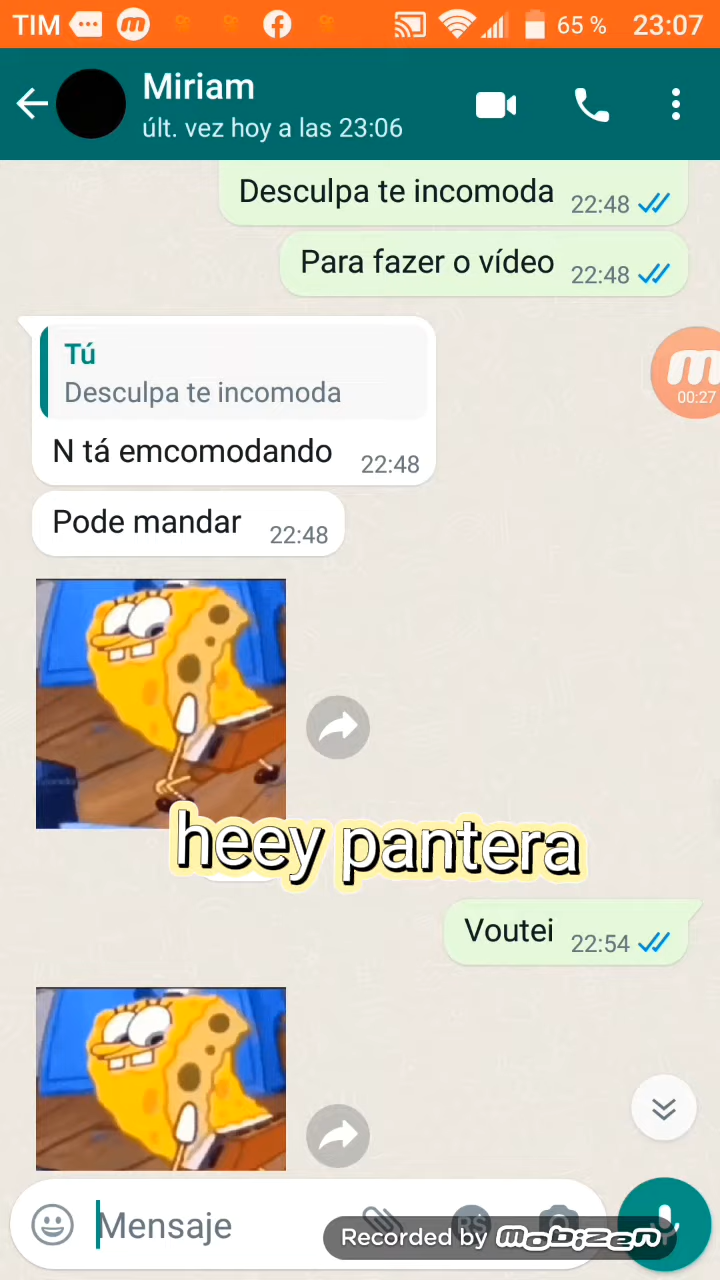 TIM 65 % 23:07
Miriam
últ. vez hoy a las 23:06
Desculpa te incomoda 22:48
Para fazer o vídeo 22:48
Tú
Desculpa te incomoda
N tá emcomodando 22:48
m
00:27
Pode mandar 22:48
heey pantera
Voutei 22:54
Mensaje R$
Recorded by mobizen